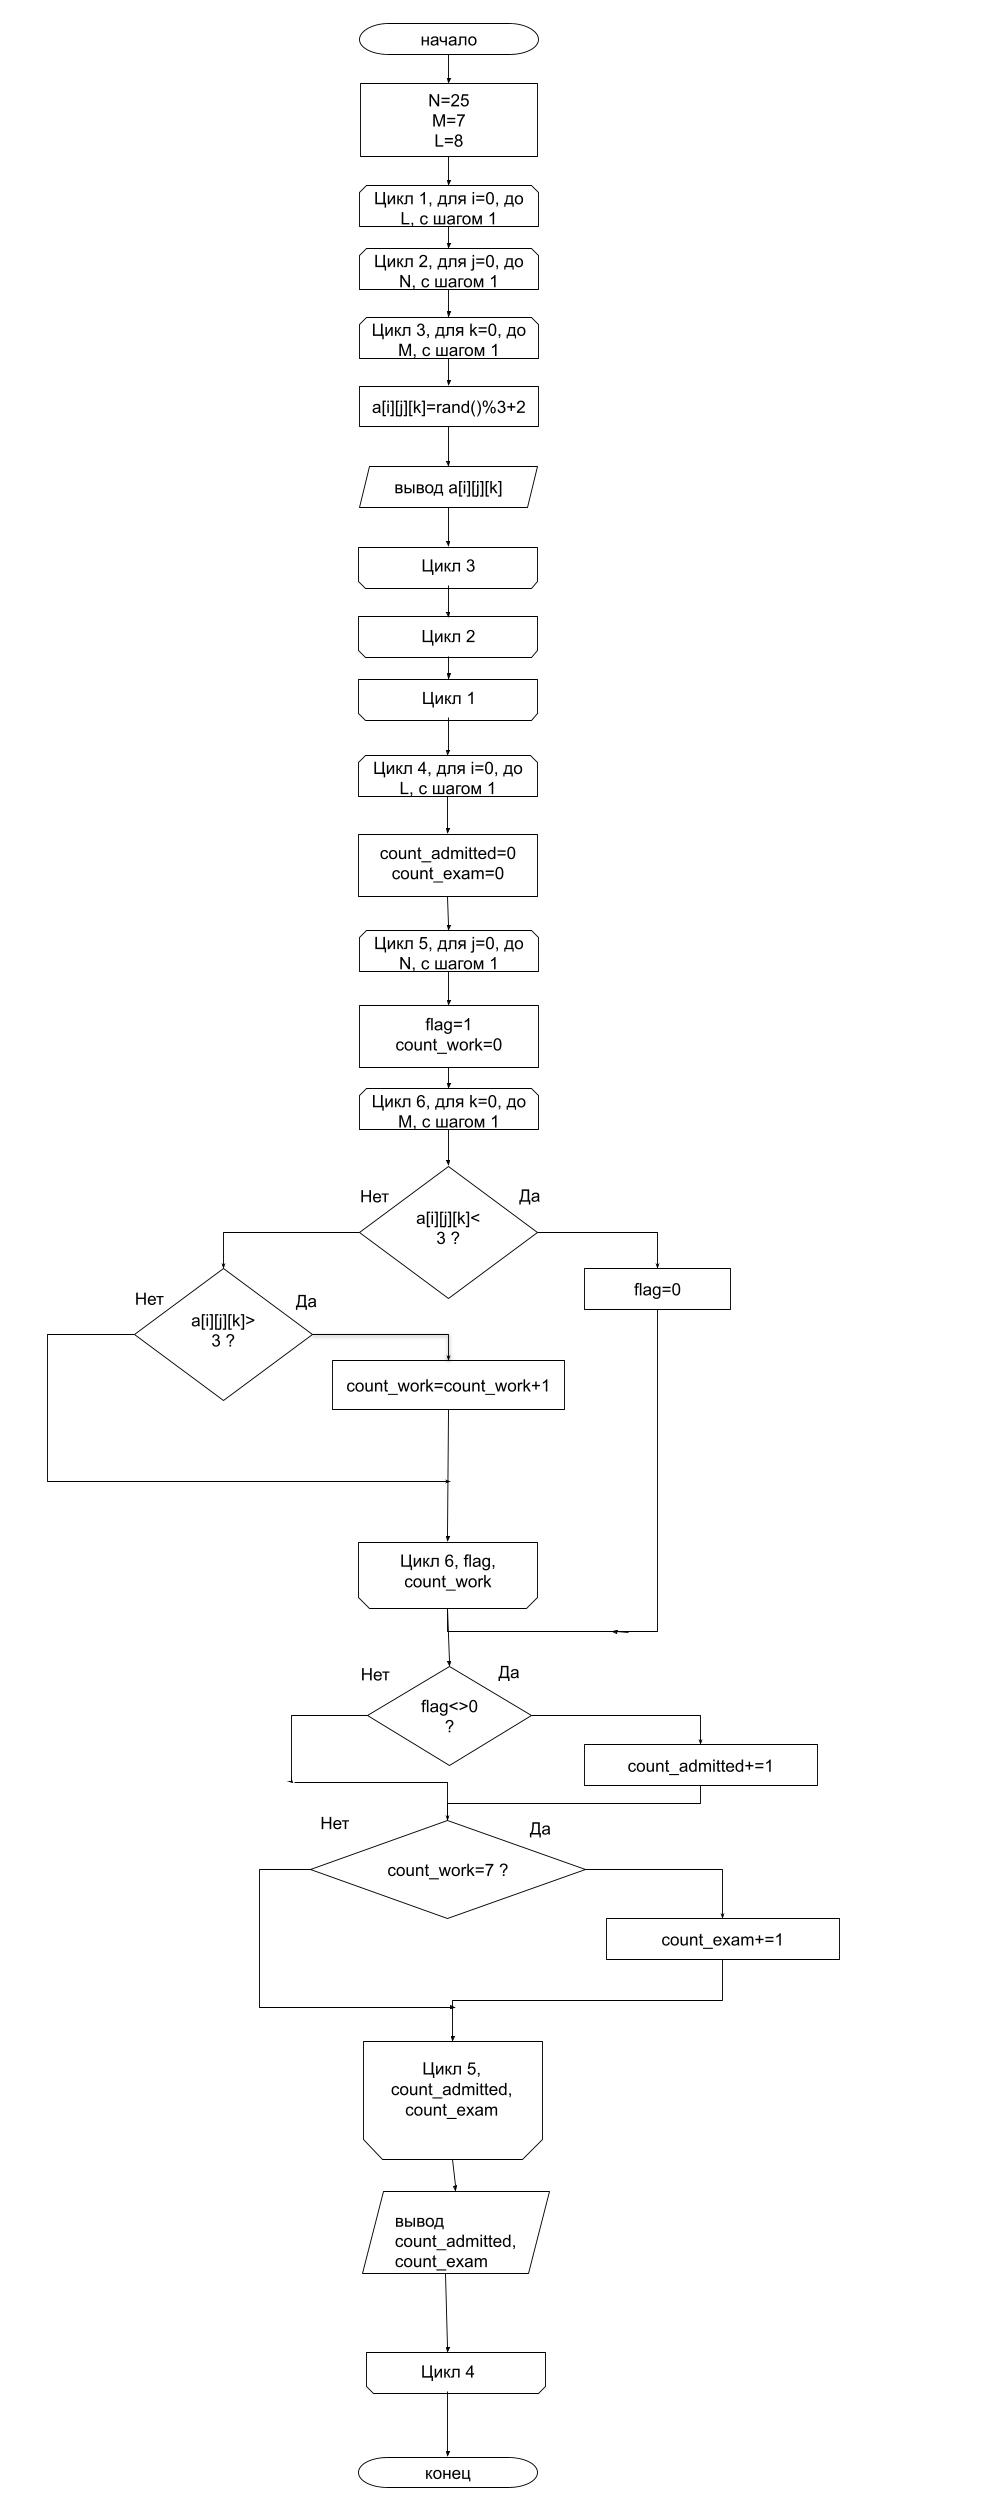 начало
N=25
M=7
L=8
Цикл 1, для i=0, до
L, с шагом 1
Цикл 2, для j=0, до
N, с шагом 1
Цикл 3, для k=0, до
M, с шагом 1
a[i][j][k]=rand()%3+2
вывод a[i][j][k]
Цикл 3
Цикл 2
Цикл 1
Цикл 4, для i=0, до
L, с шагом 1
count_admitted=0
count_exam=0
Цикл 5, для j=0, до
N, с шагом 1
flag=1
count_work=0
Цикл 6, для k=0, до
M, с шагом 1
Нет
Да
a[i][j][k]<
3 ?
flag=0
Нет
Да
a[i][j][k]>
3 ?
count_work=count_work+1
Цикл 6, flag,
count_work
Нет
Да
flag<>0
?
count_admitted+=1
Нет
Да
count_work=7 ?
count_exam+=1
Цикл 5,
count_admitted,
count_exam
вывод
count_admitted,
count_exam
Цикл 4
конец